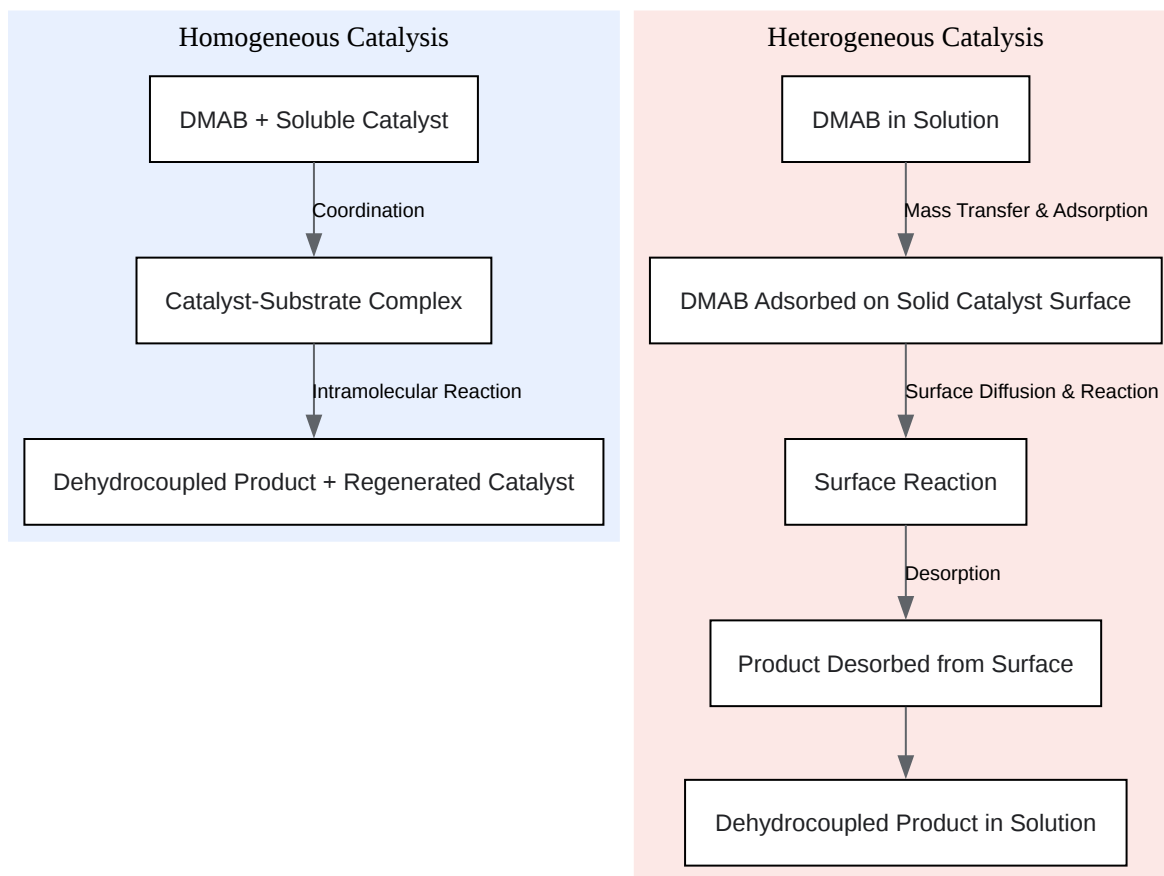 Homogeneous Catalysis
DMAB + Soluble Catalyst
Coordination
Catalyst-Substrate Complex
Intramolecular Reaction
Dehydrocoupled Product + Regenerated Catalyst
Heterogeneous Catalysis
DMAB in Solution
Mass Transfer & Adsorption
DMAB Adsorbed on Solid Catalyst Surface
Surface Diffusion & Reaction
Surface Reaction
Desorption
Product Desorbed from Surface
Dehydrocoupled Product in Solution